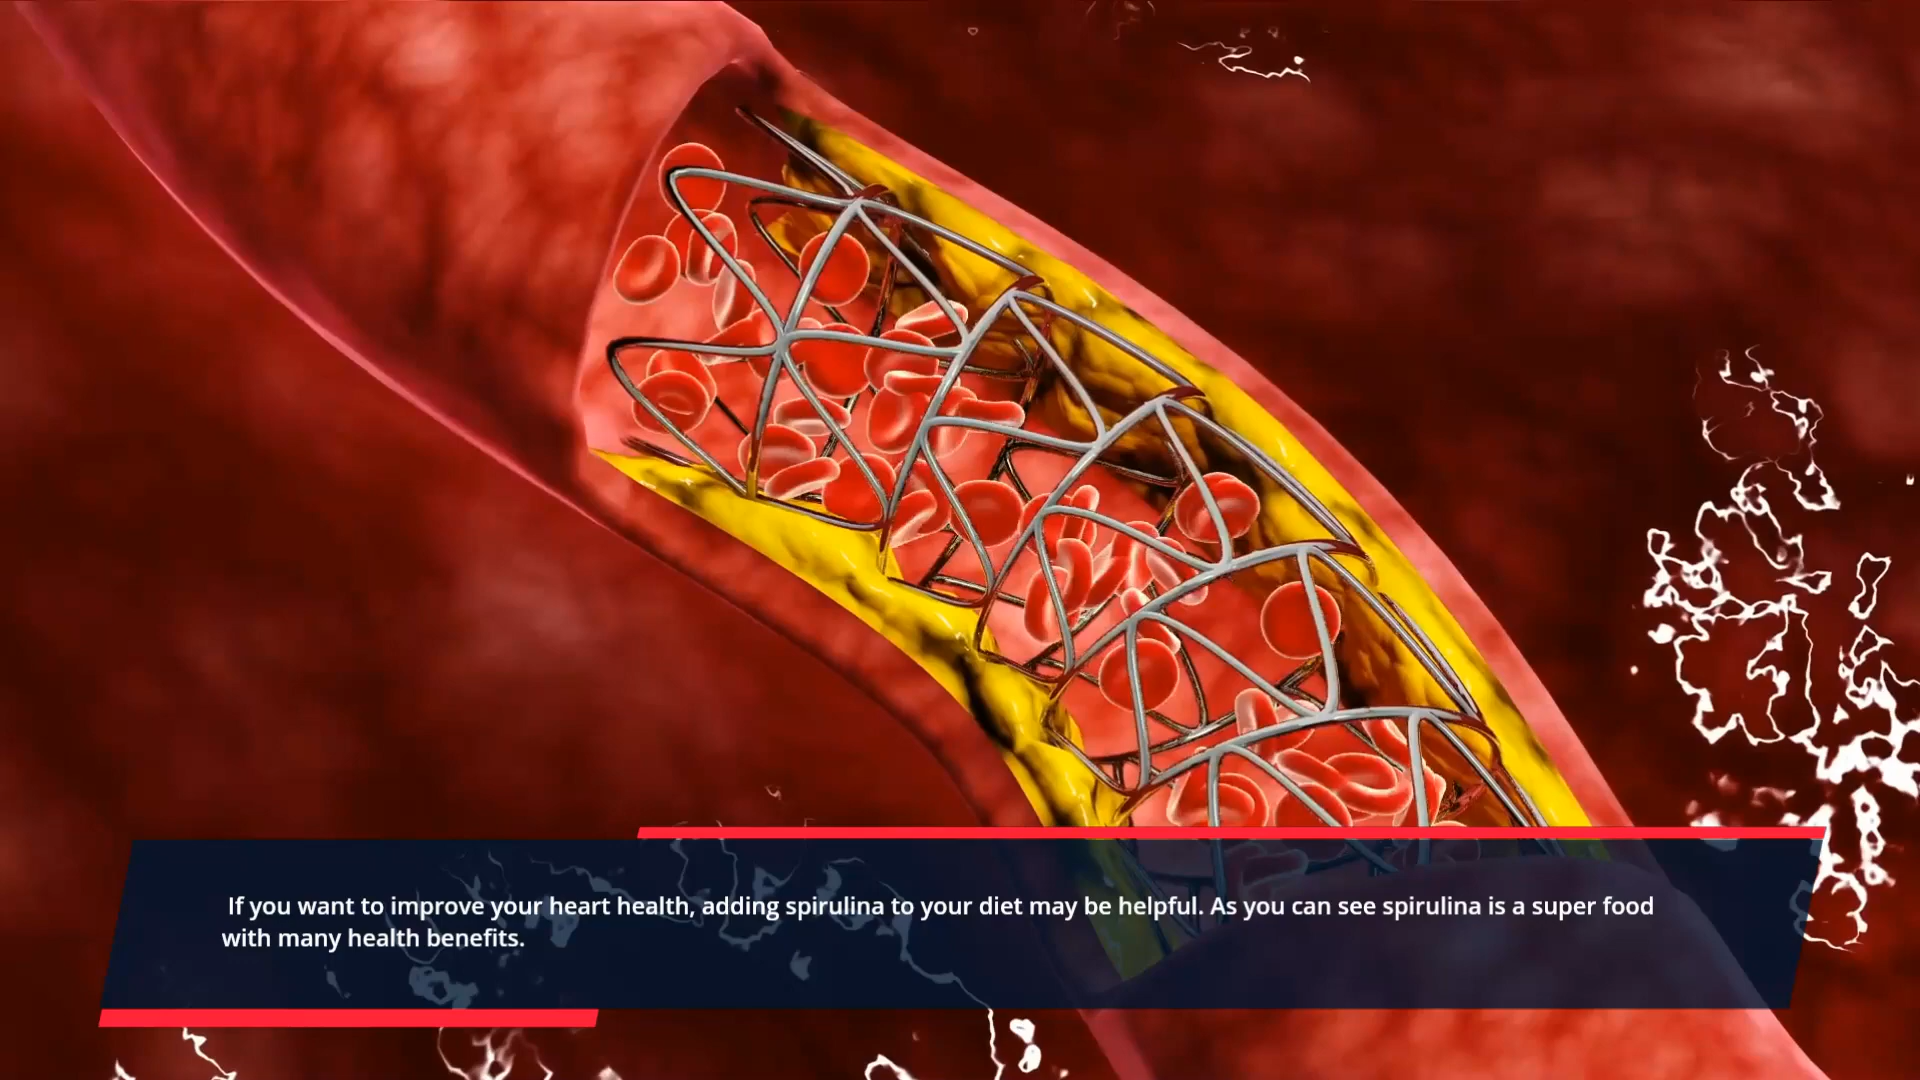 If you want to improve your heart health, adding spirulina to your diet may be helpful. As you can see spirulina is a super food
with many health benefits.